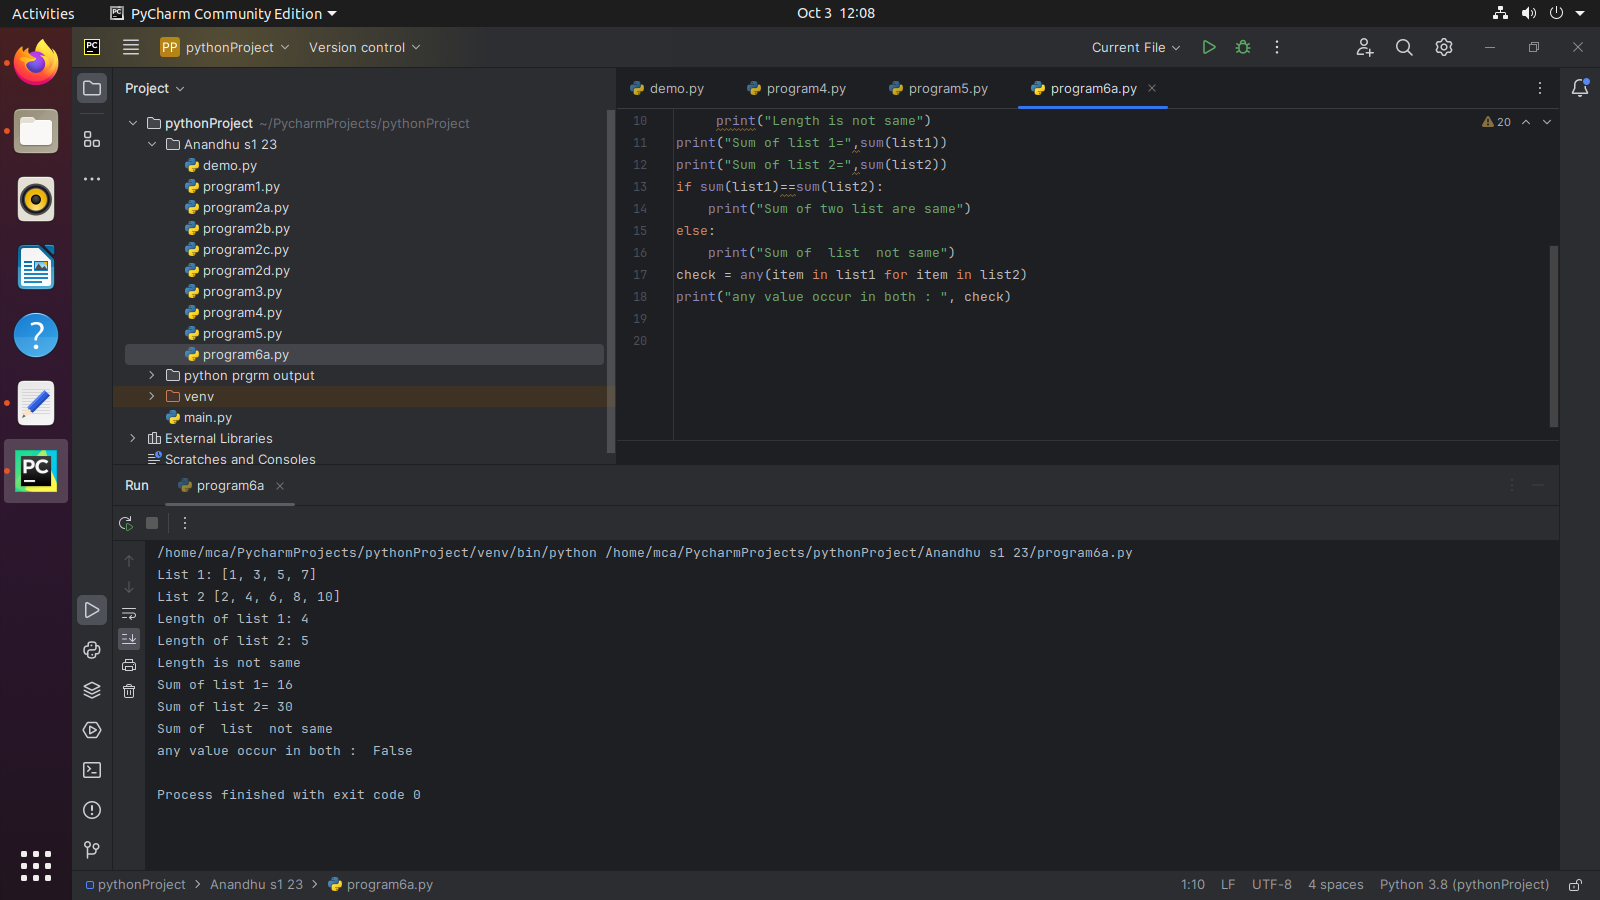 Activities
PyCharm Community Edition
Oct 3 12:08
PC
PP pythonProject
Version control
Current File
Project
pythonProject ~/PycharmProjects/pythonProject
Anandhu s1 23
demo.py
program1.py
program2a.py
program2b.py
program2c.py
program2d.py
program3.py
program4.py
program5.py
program6a.py
python prgrm output
venv
main.py
External Libraries
Scratches and Consoles
demo.py
program4.py
program5.py
program6a.py
20
10 print("Length is not same")
11 print("Sum of list 1=",sum(list1))
12 print("Sum of list 2=",sum(list2))
13 if sum(list1)==sum(list2):
14 print("Sum of two list are same")
15 else:
16 print("Sum of  list  not same")
17 check = any(item in list1 for item in list2)
18 print("any value occur in both : ", check)
19
20
PC
Run
program6a
/home/mca/PycharmProjects/pythonProject/venv/bin/python /home/mca/PycharmProjects/pythonProject/Anandhu s1 23/program6a.py
List 1: [1, 3, 5, 7]
List 2 [2, 4, 6, 8, 10]
Length of list 1: 4
Length of list 2: 5
Length is not same
Sum of list 1= 16
Sum of list 2= 30
Sum of  list  not same
any value occur in both :  False
Process finished with exit code 0
pythonProject > Anandhu s1 23 > program6a.py
1:10
LF
UTF-8
4 spaces
Python 3.8 (pythonProject)